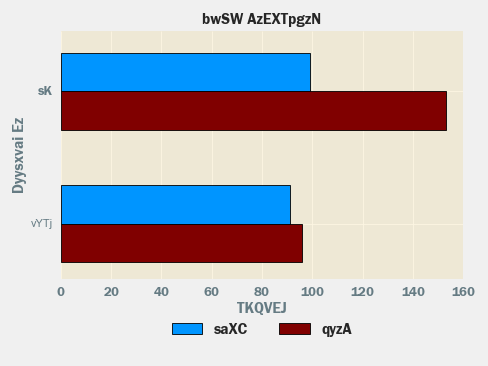 bwSW AzEXTpgzN
Dyysxvai Ez
sK
vYTj
0 20 40 60 80 100 120 140 160
TKQVEJ
saXC qyzA